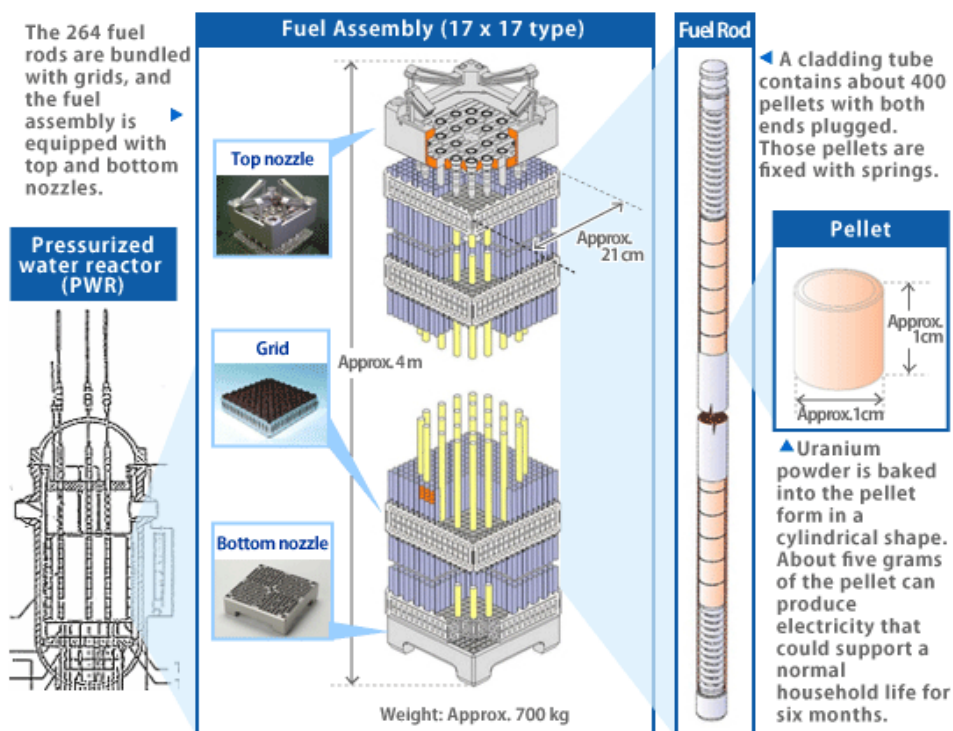 The 264 fuel
rods are bundled
with grids, and
the fuel
assembly is
equipped with
top and bottom
nozzles.
Fuel Assembly (17 x 17 type)
Fuel Rod
A cladding tube
contains about 400
pellets with both
ends plugged.
Those pellets are
fixed with springs.
Top nozzle
Approx.
21 cm
Pressurized
water reactor
(PWR)
Grid
Approx. 4 m
Bottom nozzle
Weight: Approx. 700 kg
Pellet
Approx.
1cm
Approx.1cm
Uranium
powder is baked
into the pellet
form in a
cylindrical shape.
About five grams
of the pellet can
produce
electricity that
could support a
normal
household life for
six months.